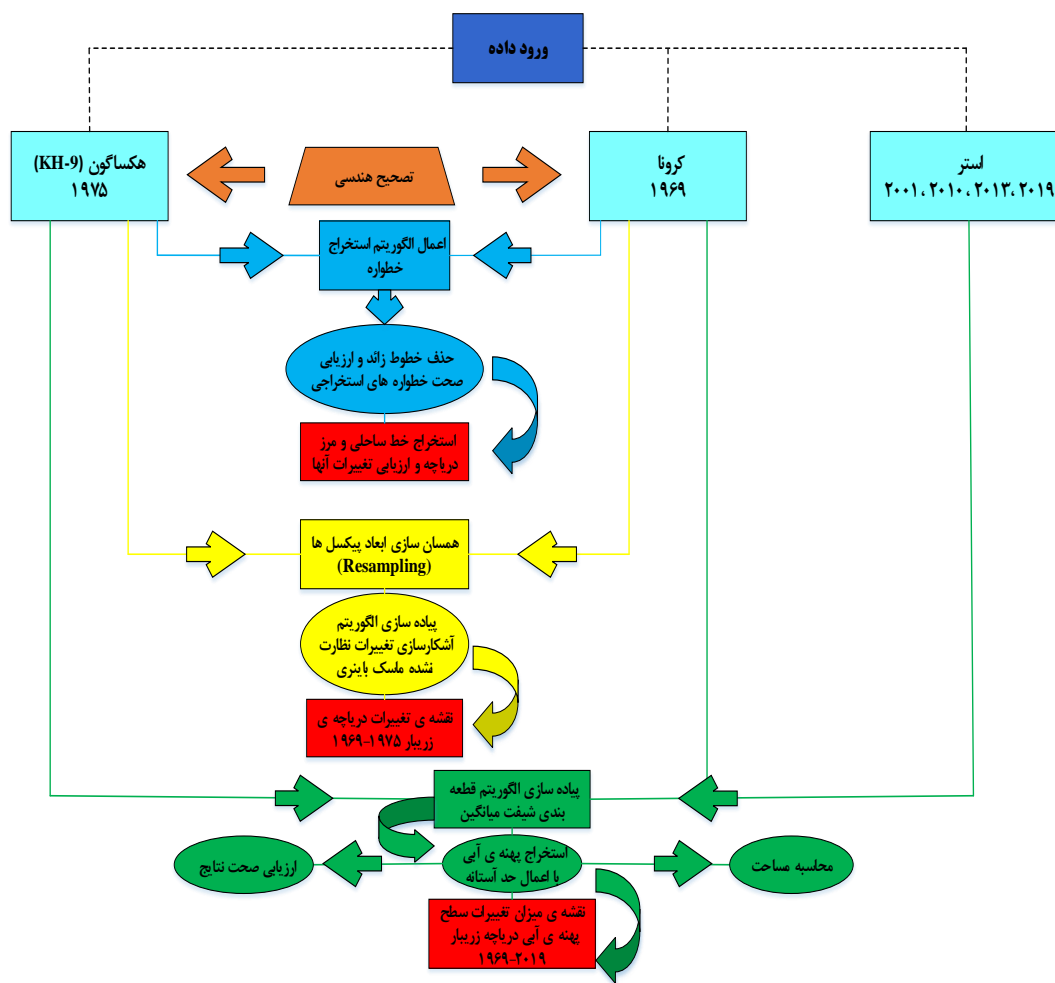 ورود داده
هکساگون (KH-9)
۱۹۷۵
تصحیح هندسی
کرونا
۱۹۶۹
استر
۲۰۰۱، ۲۰۱۰، ۲۰۱۳، ۲۰۱۹
اعمال الگوریتم استخراج
خطواره
حذف خطوط زائد و ارزیابی
صحت خطواره های استخراجی
استخراج خط ساحلی و مرز
دریاچه و ارزیابی تغییرات آنها
همسان سازی ابعاد پیکسل ها
(Resampling)
پیاده سازی الگوریتم
آشکارسازی تغییرات نظارت
نشده ماسک باینری
نقشه ی تغییرات دریاچه ی
زریبار ۱۹۷۵-۱۹۶۹
پیاده سازی الگوریتم قطعه
بندی شیفت میانگین
استخراج پهنه ی آبی
با اعمال حد آستانه
ارزیابی صحت نتایج
محاسبه مساحت
نقشه ی میزان تغییرات سطح
پهنه ی آبی دریاچه زریبار
۱۹۶۹-۲۰۱۹